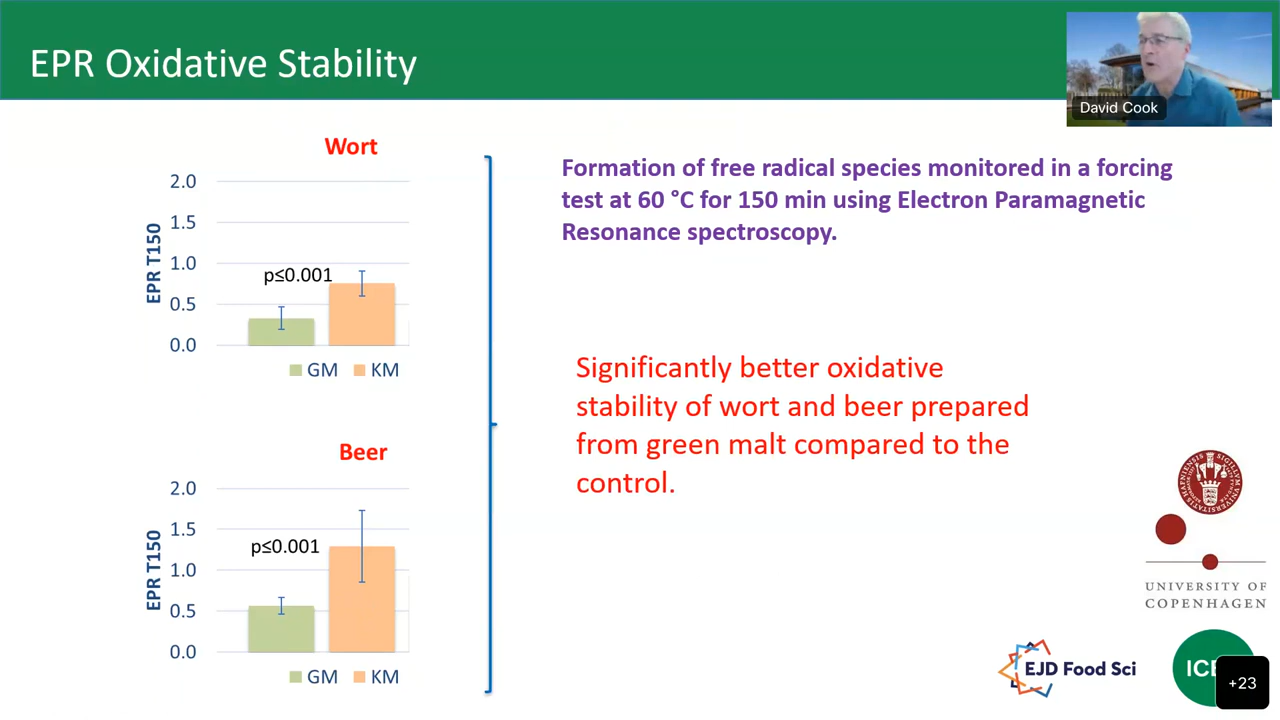 EPR Oxidative Stability
David Cook
Wort
2.0
1.5
1.0
0.5
0.0
EPR T150
p≤0.001
GM
KM
Formation of free radical species monitored in a forcing
test at 60 °C for 150 min using Electron Paramagnetic
Resonance spectroscopy.
Significantly better oxidative
stability of wort and beer prepared
from green malt compared to the
control.
Beer
2.0
1.5
1.0
0.5
0.0
EPR T150
p≤0.001
GM
KM
UNIVERSITY OF
COPENHAGEN
EJD Food Sci
+23